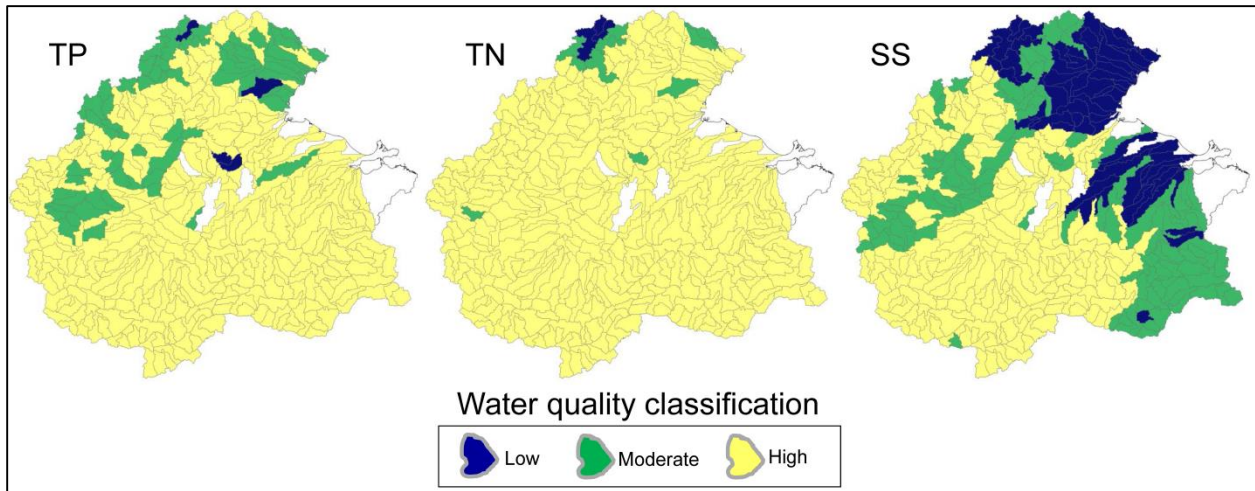 TP
TN
SS
Water quality classification
Low
Moderate
High